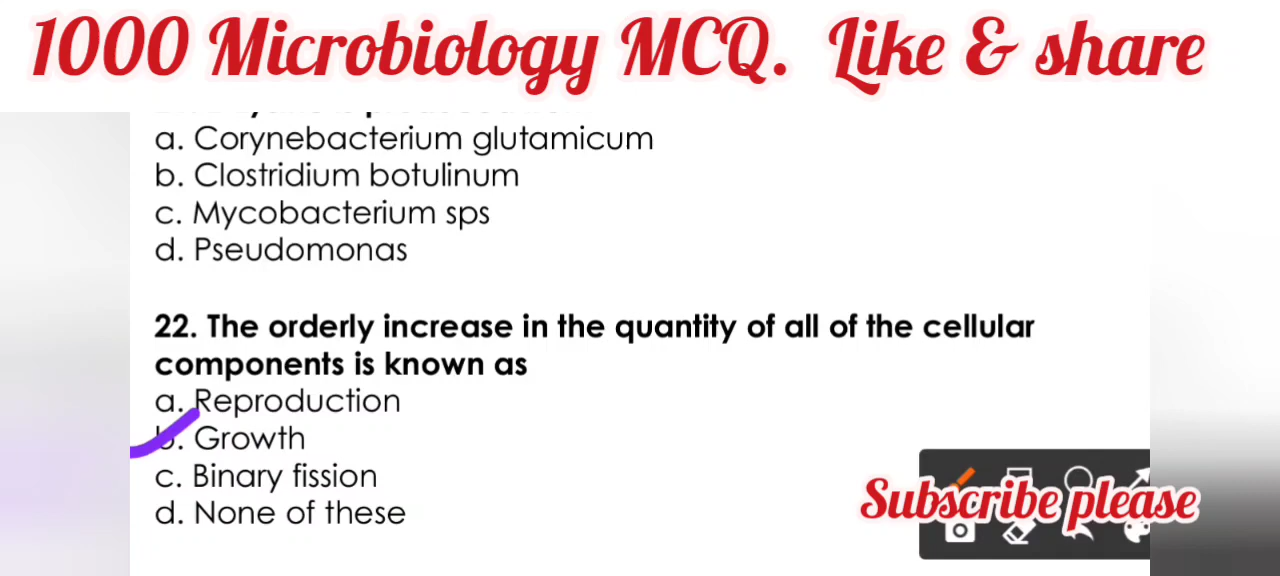 1000 Microbiology MCQ. Like & share
a. Corynebacterium glutamicum
b. Clostridium botulinum
c. Mycobacterium sps
d. Pseudomonas
22. The orderly increase in the quantity of all of the cellular
components is known as
a. Reproduction
b. Growth
c. Binary fission
d. None of these
Subscribe please